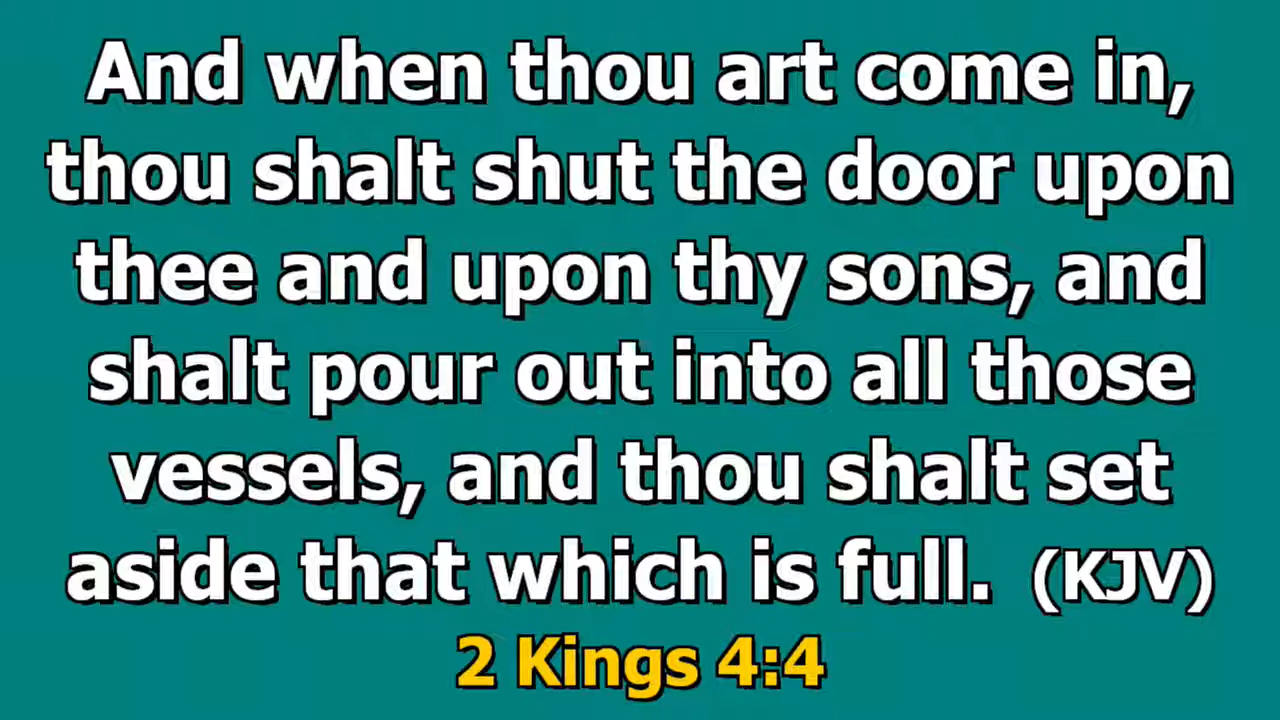 And when thou art come in,
thou shalt shut the door upon
thee and upon thy sons, and
shalt pour out into all those
vessels, and thou shalt set
aside that which is full. (KJV)
2 Kings 4:4